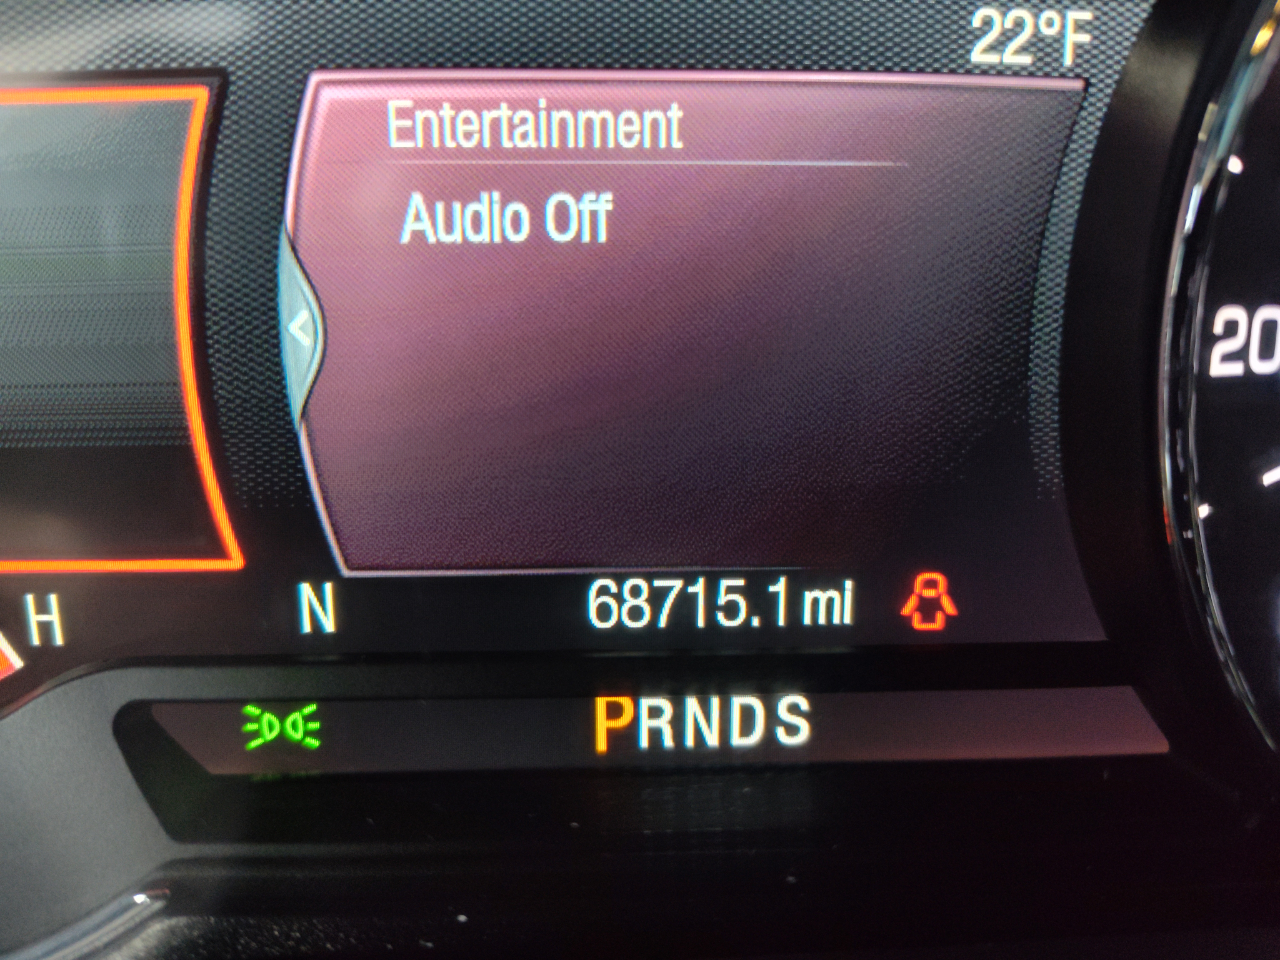 22°F
Entertainment
Audio Off
<
20
H
N
68715.1 mi
PRNDS